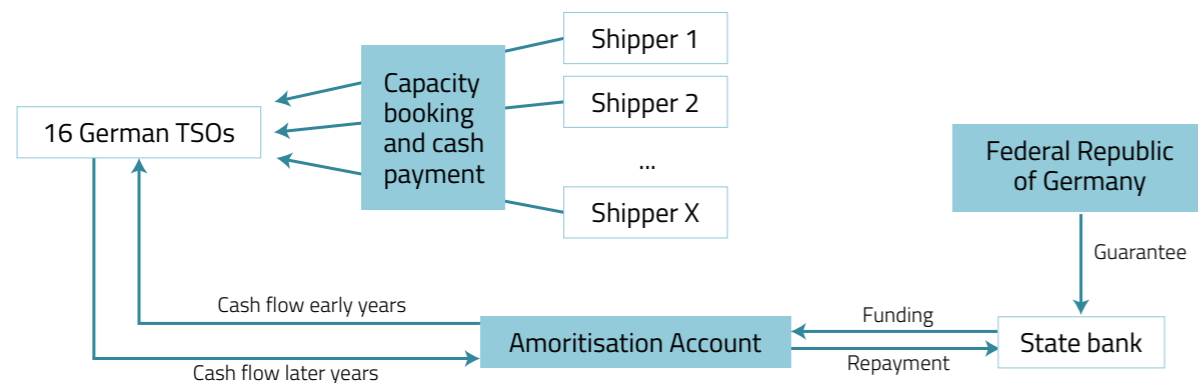 Shipper 1
Capacity
booking
and cash
payment
Shipper 2
...
Shipper X
16 German TSOs
Federal Republic
of Germany
Guarantee
Cash flow early years
Cash flow later years
Amoritisation Account
Funding
Repayment
State bank